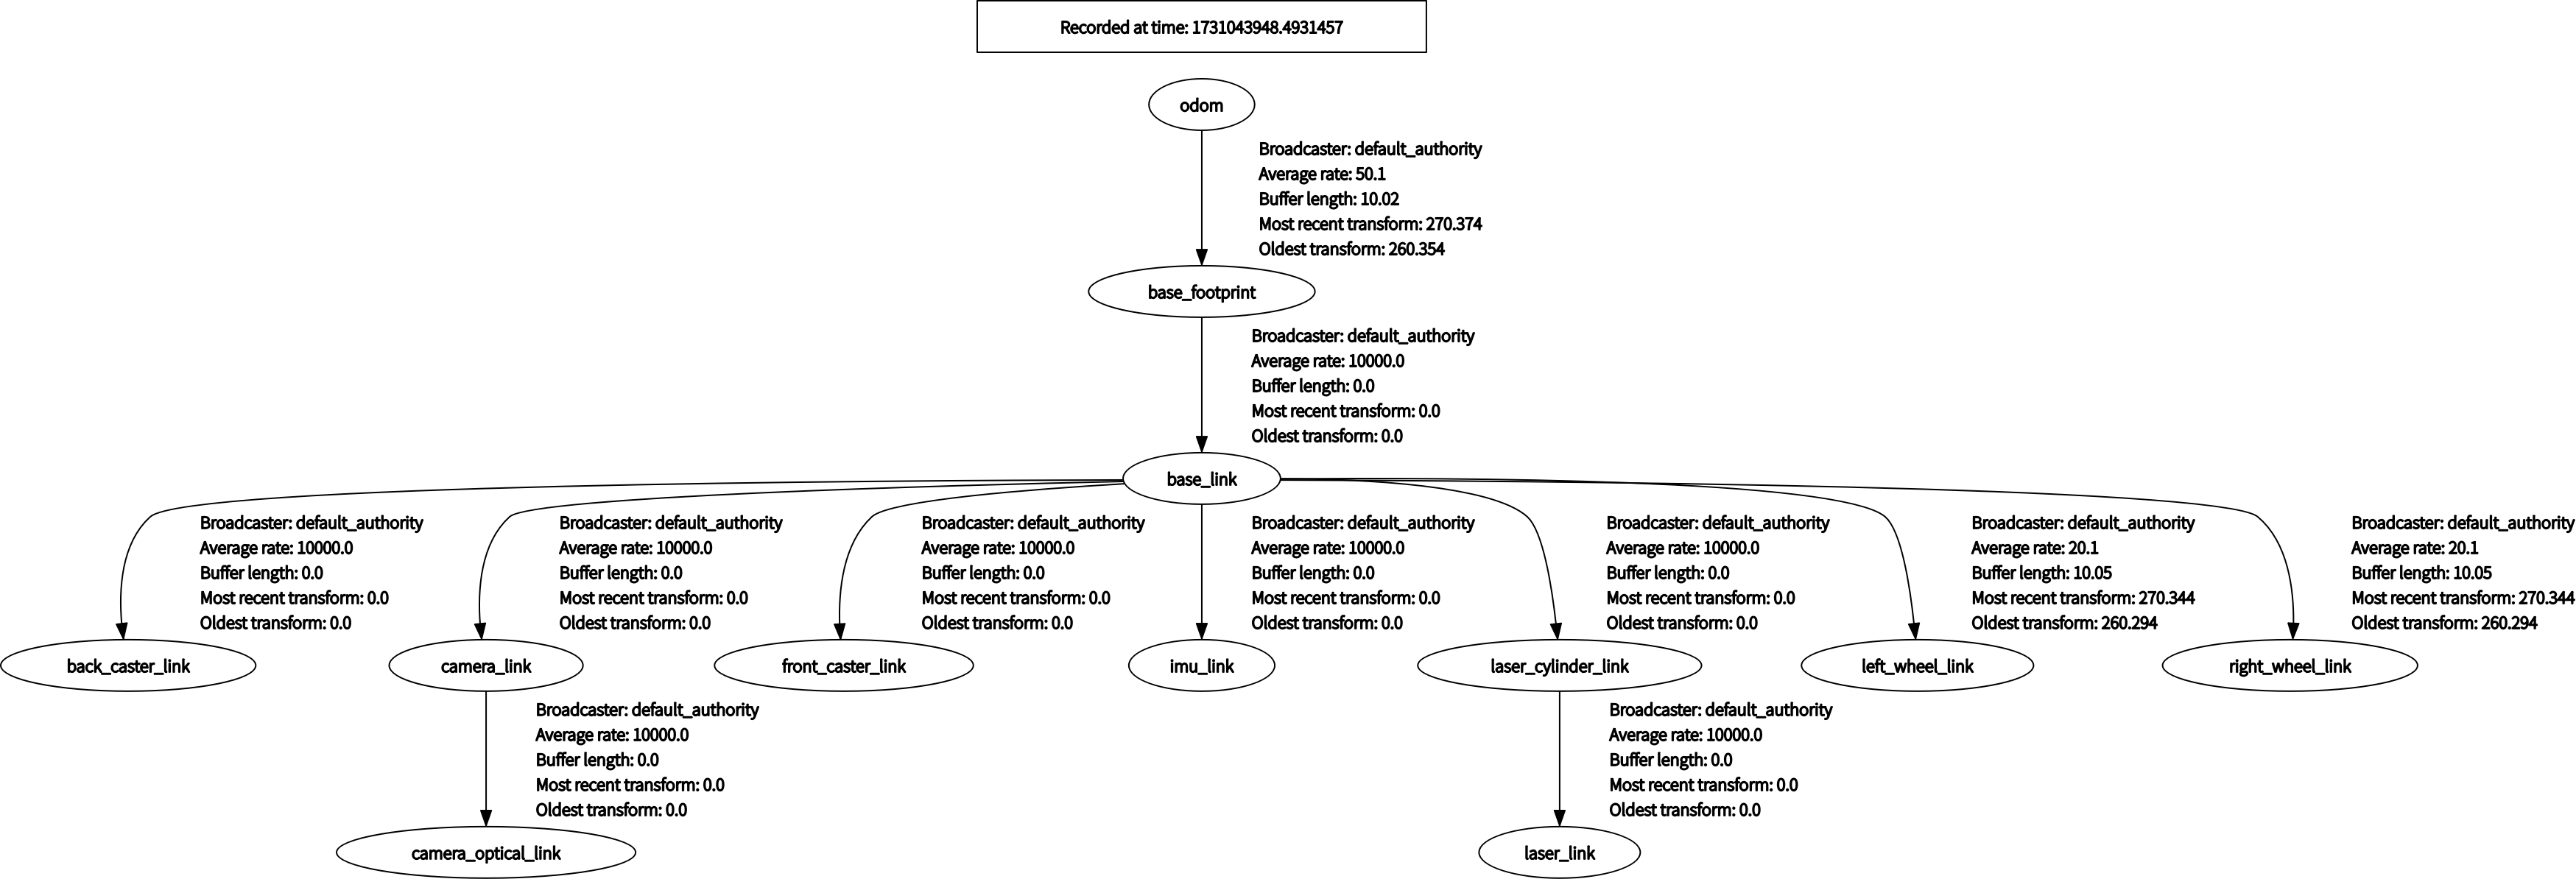 Recorded at time: 1731043948.4931457
odom
Broadcaster: default_authority
Average rate: 50.1
Buffer length: 10.02
Most recent transform: 270.374
Oldest transform: 260.354
base_footprint
Broadcaster: default_authority
Average rate: 10000.0
Buffer length: 0.0
Most recent transform: 0.0
Oldest transform: 0.0
base_link
Broadcaster: default_authority
Average rate: 10000.0
Buffer length: 0.0
Most recent transform: 0.0
Oldest transform: 0.0
Broadcaster: default_authority
Average rate: 10000.0
Buffer length: 0.0
Most recent transform: 0.0
Oldest transform: 0.0
Broadcaster: default_authority
Average rate: 10000.0
Buffer length: 0.0
Most recent transform: 0.0
Oldest transform: 0.0
Broadcaster: default_authority
Average rate: 10000.0
Buffer length: 0.0
Most recent transform: 0.0
Oldest transform: 0.0
Broadcaster: default_authority
Average rate: 10000.0
Buffer length: 0.0
Most recent transform: 0.0
Oldest transform: 0.0
Broadcaster: default_authority
Average rate: 20.1
Buffer length: 10.05
Most recent transform: 270.344
Oldest transform: 260.294
Broadcaster: default_authority
Average rate: 20.1
Buffer length: 10.05
Most recent transform: 270.344
Oldest transform: 260.294
back_caster_link
camera_link
front_caster_link
imu_link
laser_cylinder_link
left_wheel_link
right_wheel_link
Broadcaster: default_authority
Average rate: 10000.0
Buffer length: 0.0
Most recent transform: 0.0
Oldest transform: 0.0
Broadcaster: default_authority
Average rate: 10000.0
Buffer length: 0.0
Most recent transform: 0.0
Oldest transform: 0.0
camera_optical_link
laser_link